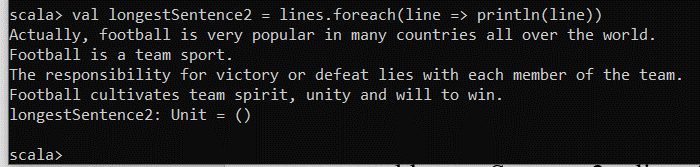 scala> val longestSentence2 = lines.foreach(line => println(line))
Actually, football is very popular in many countries all over the world.
Football is a team sport.
The responsibility for victory or defeat lies with each member of the team.
Football cultivates team spirit, unity and will to win.
longestSentence2: Unit = ()
scala>